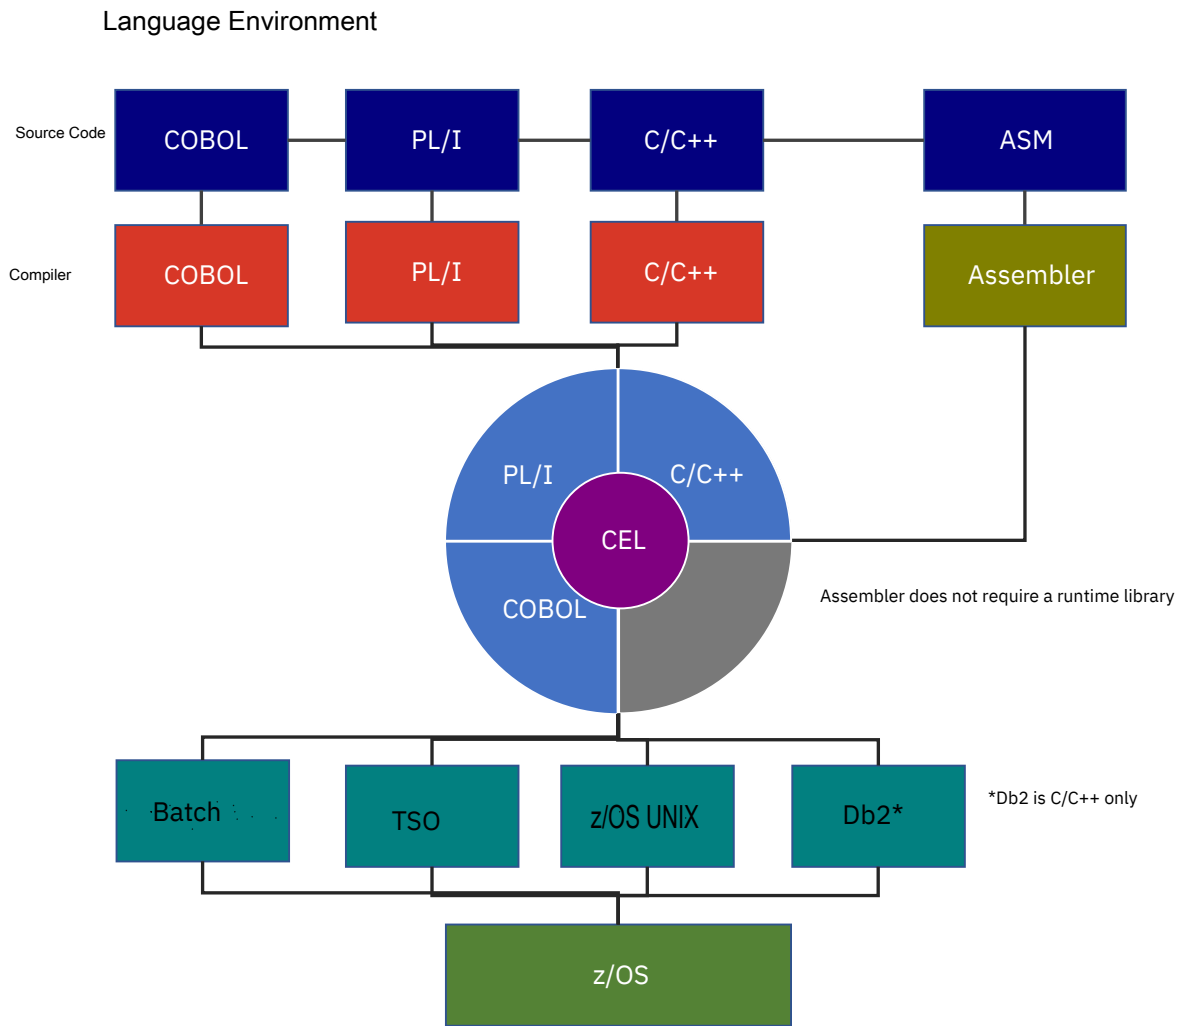 Language Environment
Source Code
COBOL
PL/I
C/C++
ASM
Compiler
COBOL
PL/I
C/C++
Assembler
PL/I
C/C++
CEL
COBOL
Assembler does not require a runtime library
Batch
TSO
z/OS UNIX
Db2*
*Db2 is C/C++ only
z/OS